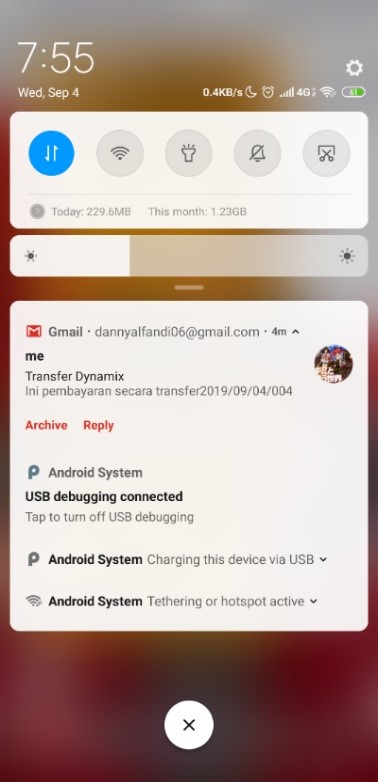 7:55
Wed, Sep 4
0.4KB/s
4G
61
Today: 229.6MB This month: 1.23GB
Gmail · dannyalfandi06@gmail.com · 4m
me
Transfer Dynamix
Ini pembayaran secara transfer2019/09/04/004
Archive Reply
Android System
USB debugging connected
Tap to turn off USB debugging
Android System Charging this device via USB
Android System Tethering or hotspot active